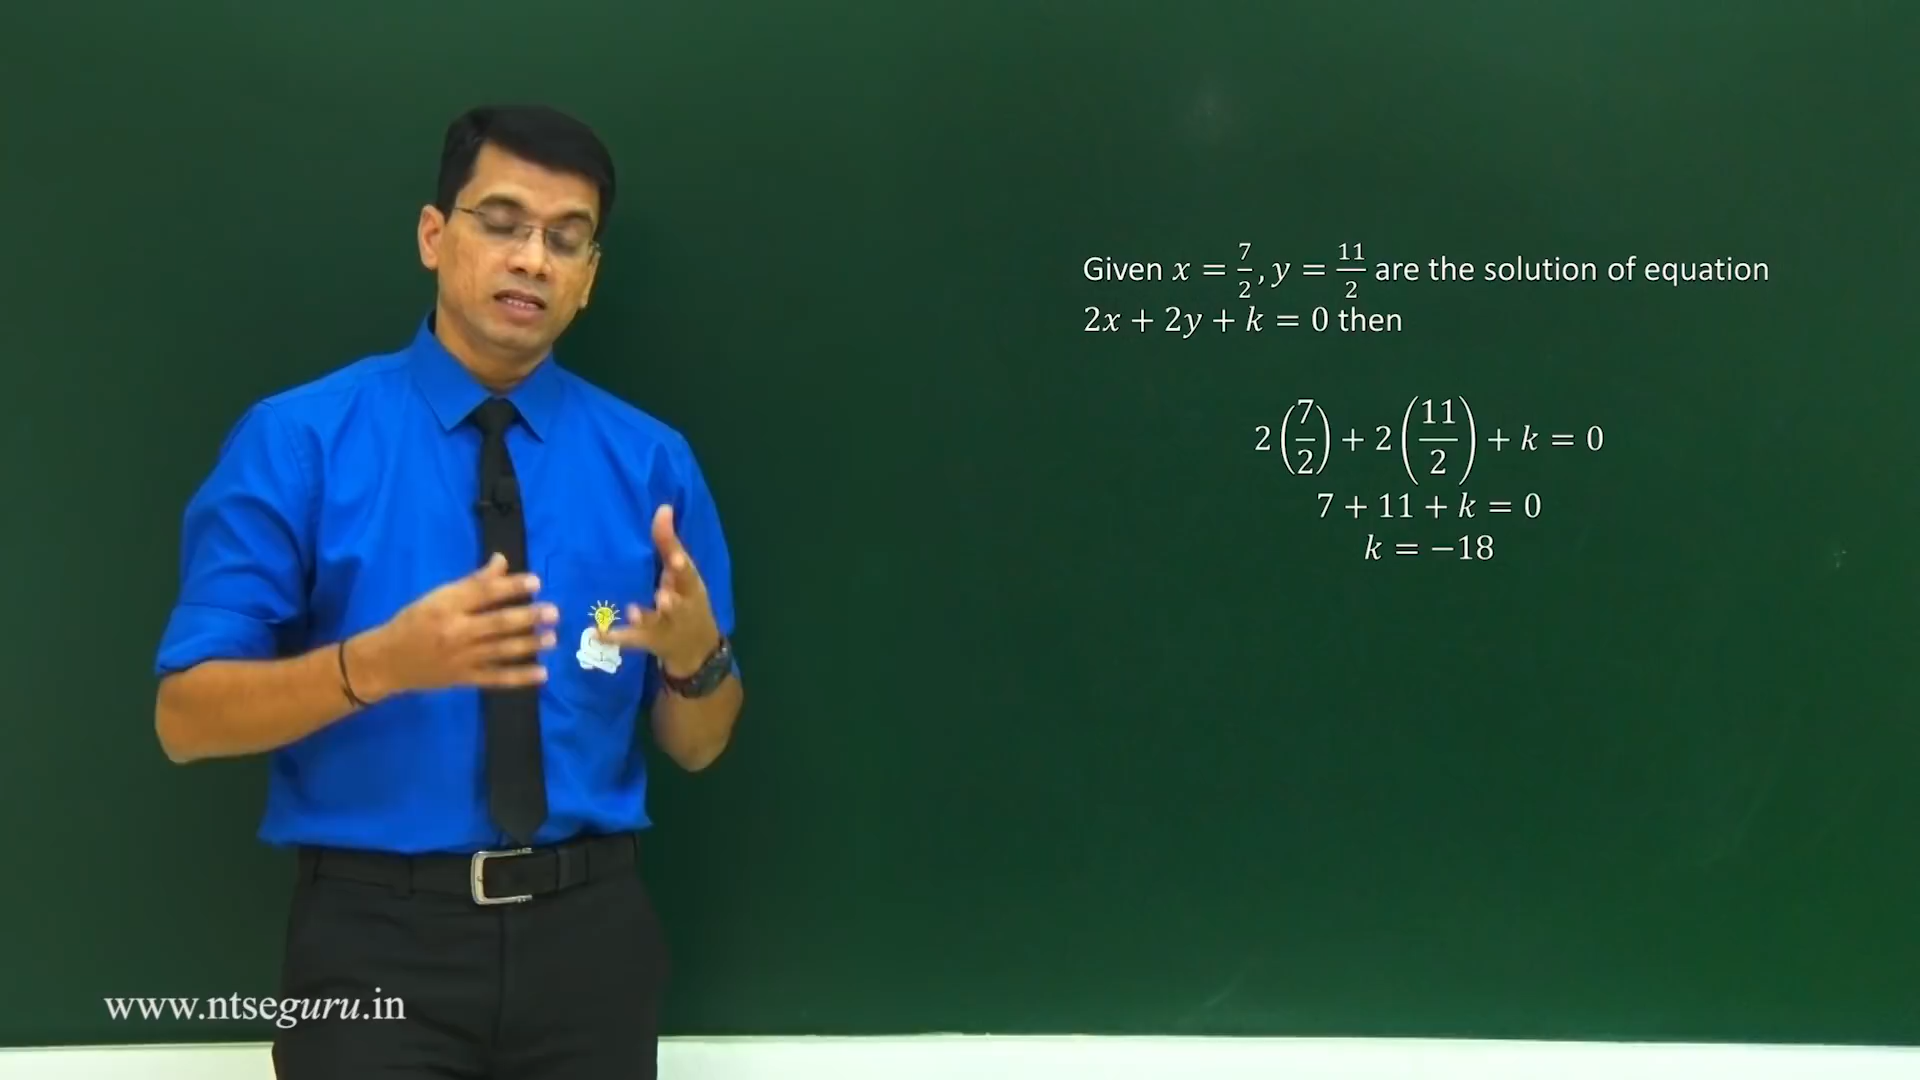 Given x = 7/2, y = 11/2 are the solution of equation
2x + 2y + k = 0 then
2(7/2) + 2(11/2) + k = 0
7 + 11 + k = 0
k = −18
www.ntseguru.in